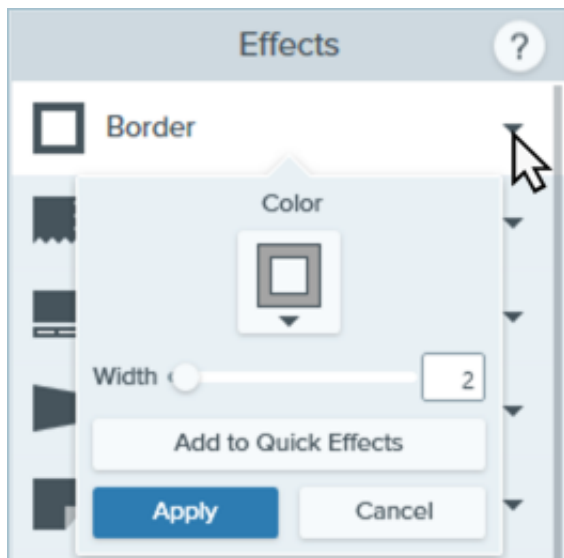 Effects ?
Border
Color
Width 2
Add to Quick Effects
Apply Cancel